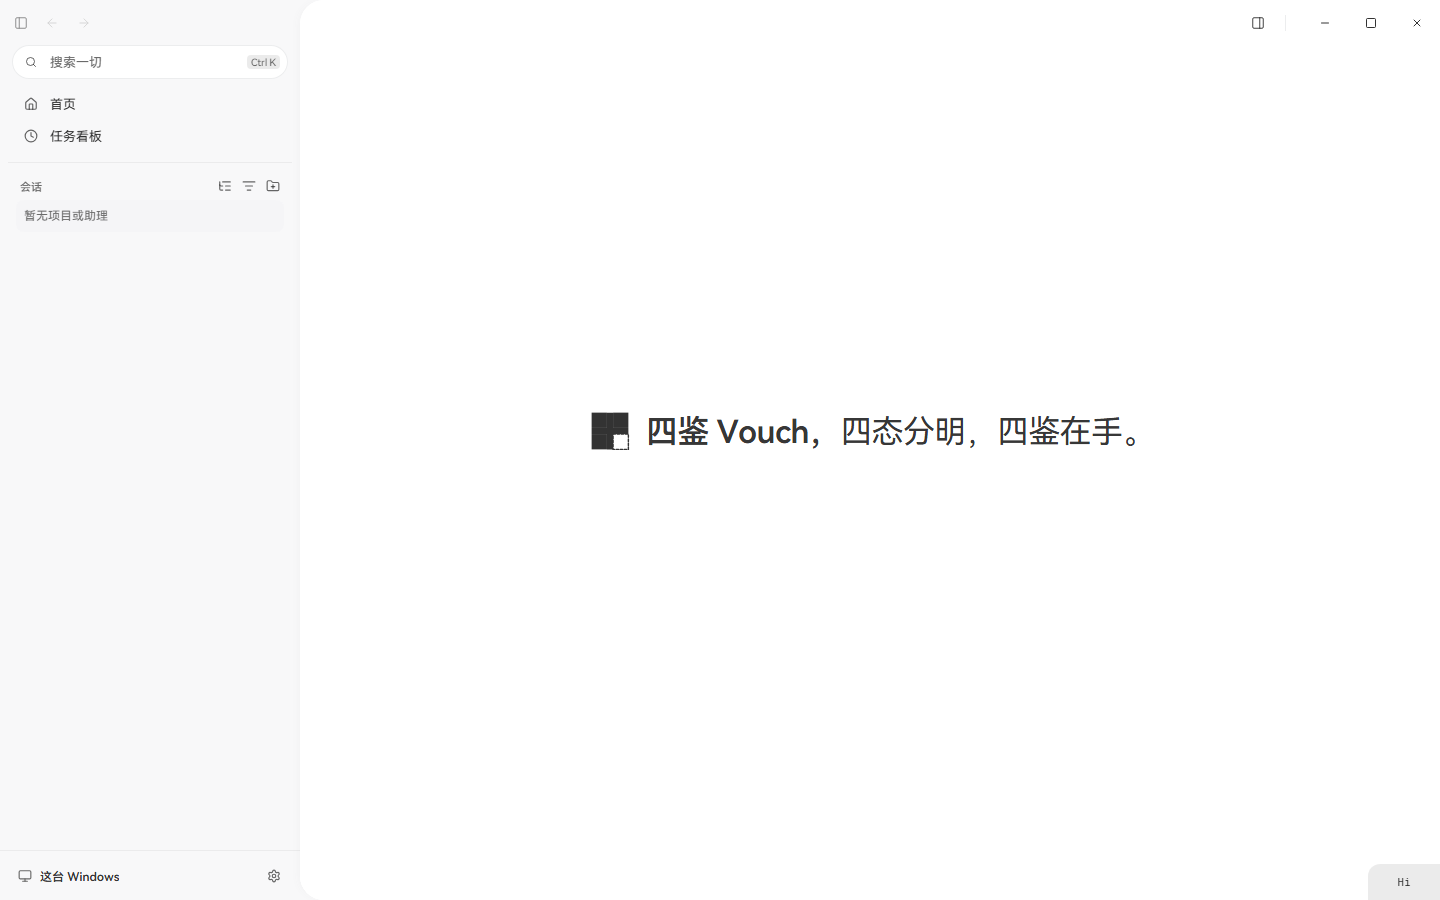 搜索一切 Ctrl K
首页
任务看板
会话
暂无项目或助理
四鉴 Vouch，四态分明，四鉴在手。
这台 Windows
Hi